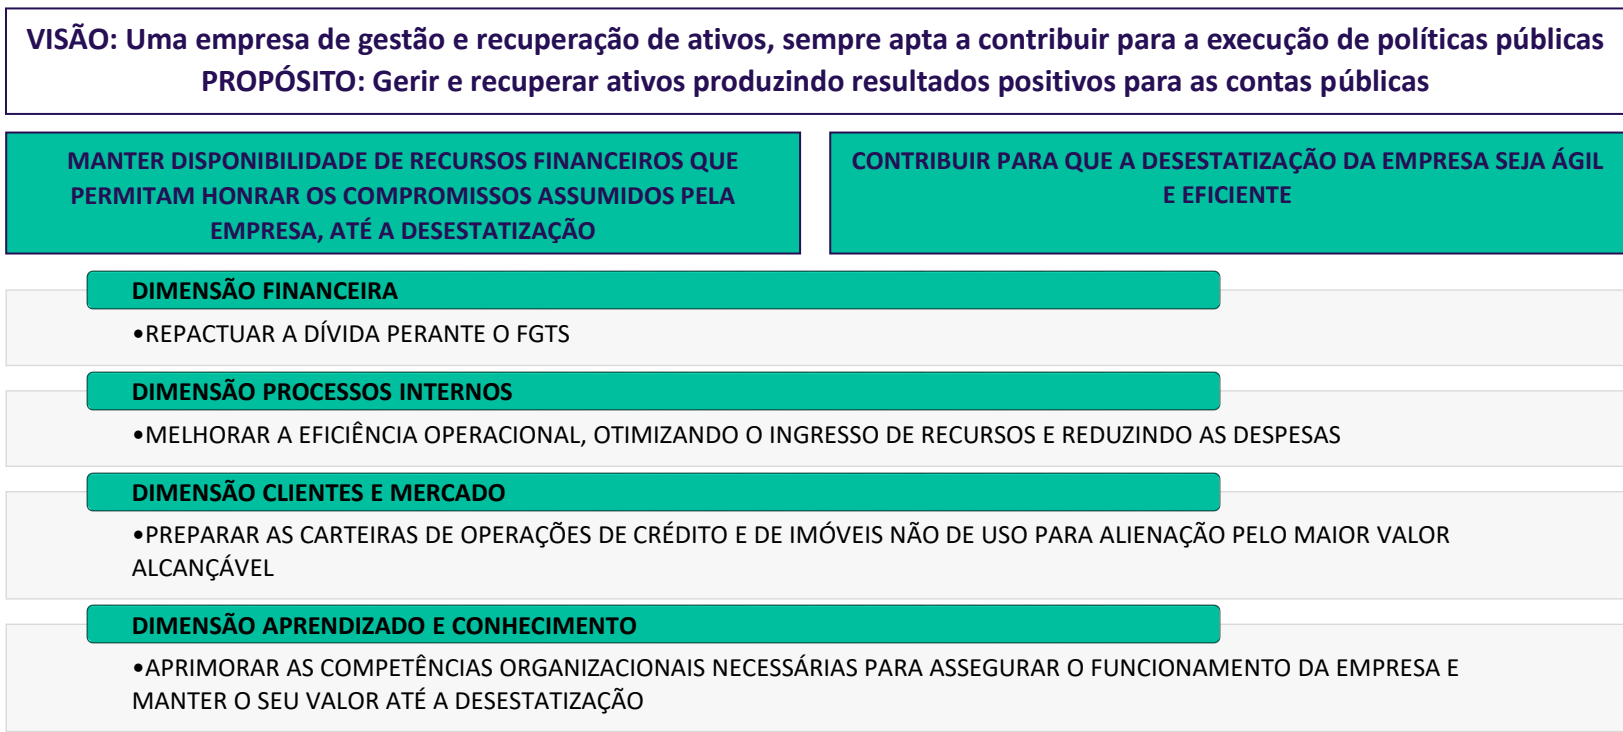 VISÃO: Uma empresa de gestão e recuperação de ativos, sempre apta a contribuir para a execução de políticas públicas
PROPÓSITO: Gerir e recuperar ativos produzindo resultados positivos para as contas públicas
MANTER DISPONIBILIDADE DE RECURSOS FINANCEIROS QUE
PERMITAM HONRAR OS COMPROMISSOS ASSUMIDOS PELA
EMPRESA, ATÉ A DESESTATIZAÇÃO
CONTRIBUIR PARA QUE A DESESTATIZAÇÃO DA EMPRESA SEJA ÁGIL
E EFICIENTE
DIMENSÃO FINANCEIRA
•REPACTUAR A DÍVIDA PERANTE O FGTS
DIMENSÃO PROCESSOS INTERNOS
•MELHORAR A EFICIÊNCIA OPERACIONAL, OTIMIZANDO O INGRESSO DE RECURSOS E REDUZINDO AS DESPESAS
DIMENSÃO CLIENTES E MERCADO
•PREPARAR AS CARTEIRAS DE OPERAÇÕES DE CRÉDITO E DE IMÓVEIS NÃO DE USO PARA ALIENAÇÃO PELO MAIOR VALOR
ALCANÇÁVEL
DIMENSÃO APRENDIZADO E CONHECIMENTO
•APRIMORAR AS COMPETÊNCIAS ORGANIZACIONAIS NECESSÁRIAS PARA ASSEGURAR O FUNCIONAMENTO DA EMPRESA E
MANTER O SEU VALOR ATÉ A DESESTATIZAÇÃO